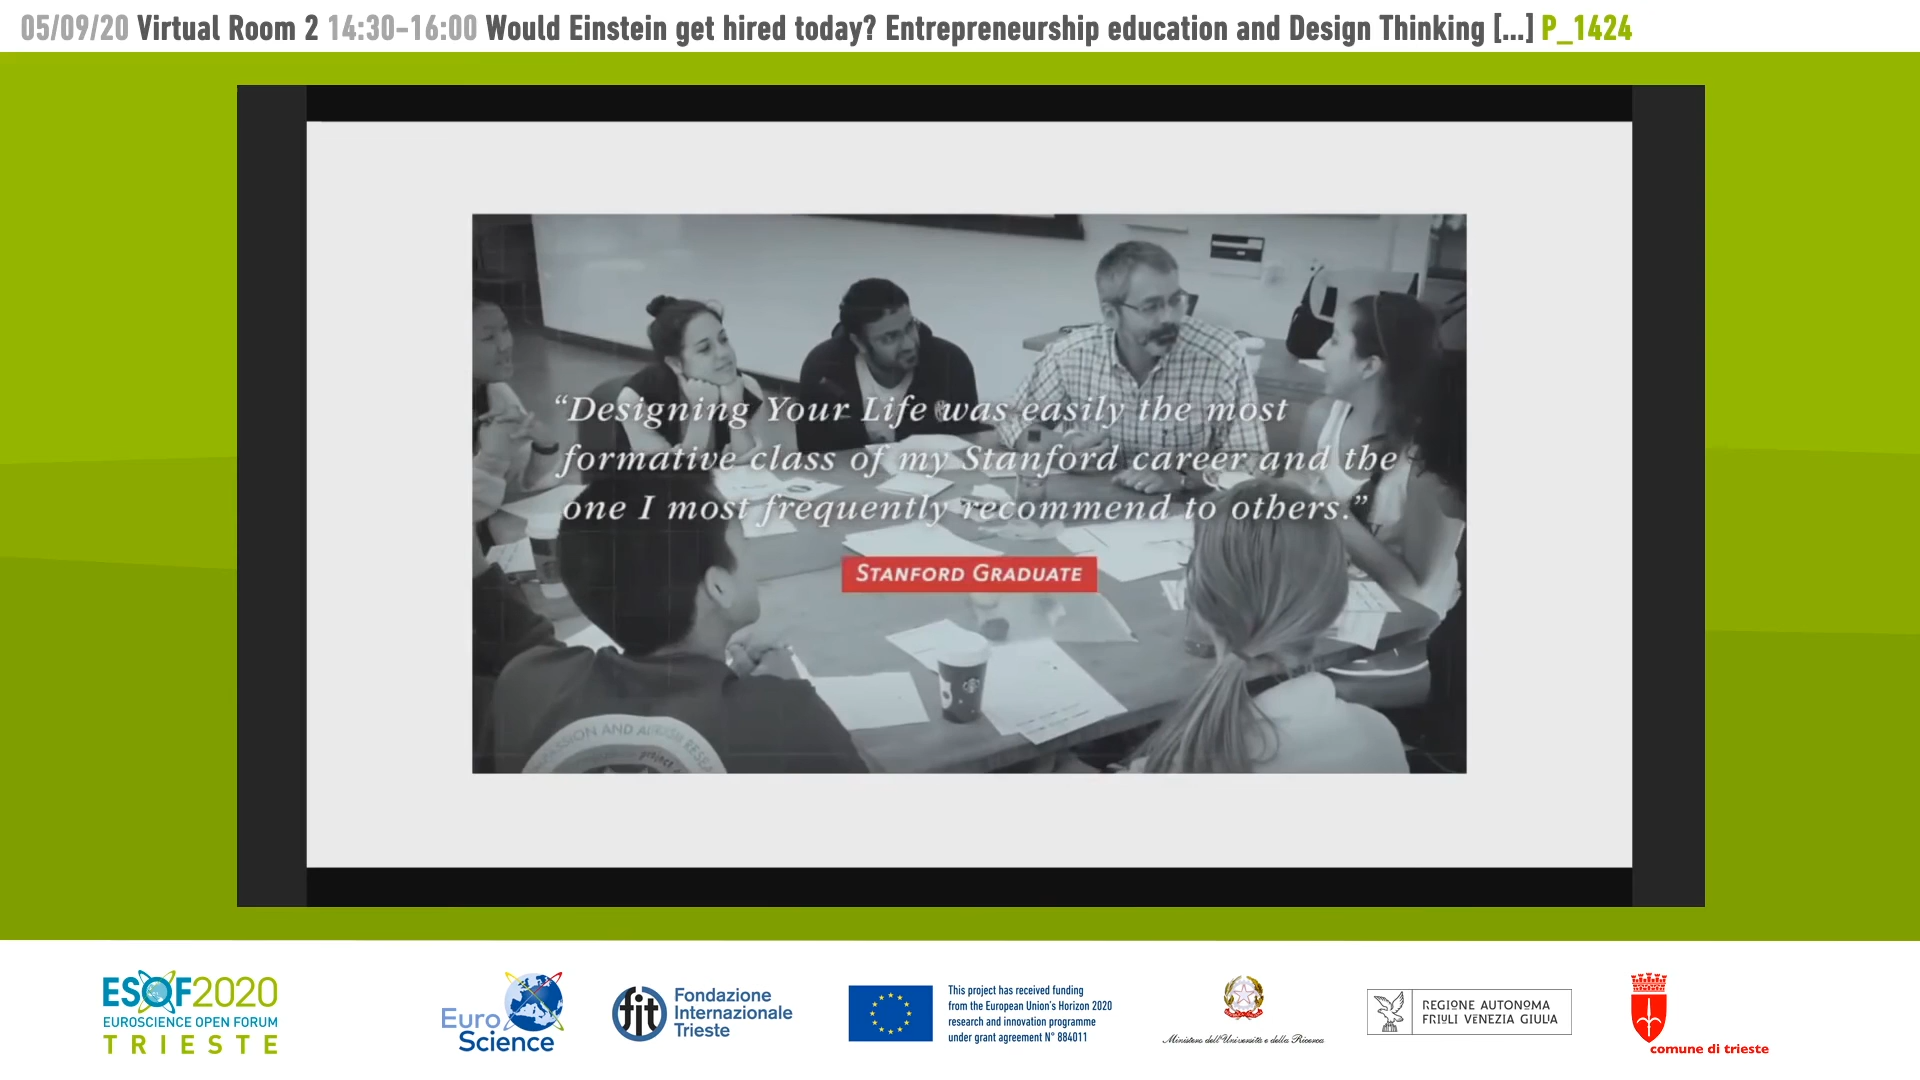 05/09/20 Virtual Room 2 14:30-16:00 Would Einstein get hired today? Entrepreneurship education and Design Thinking [...] P_1424
“Designing Your Life was easily the most
formative class of my Stanford career and the
one I most frequently recommend to others.”
STANFORD GRADUATE
ESOF2020
EUROSCIENCE OPEN FORUM
TRIESTE
Euro
Science
fit
Fondazione
Internazionale
Trieste
This project has received funding
from the European Union's Horizon 2020
research and innovation programme
under grant agreement N° 884011
Ministero dell'Università e della Ricerca
REGIONE AUTONOMA
FRIULI VENEZIA GIULIA
comune di trieste